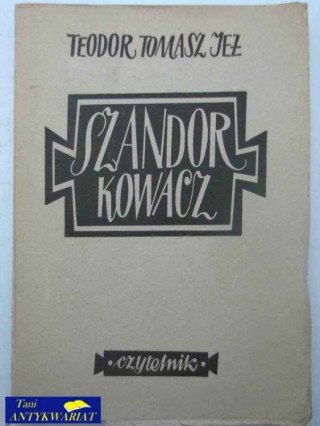 TEODOR TOMASZ JEŻ
SZANDOR
KOWACZ
czytelnik
Tani
ANTYKWARIAT